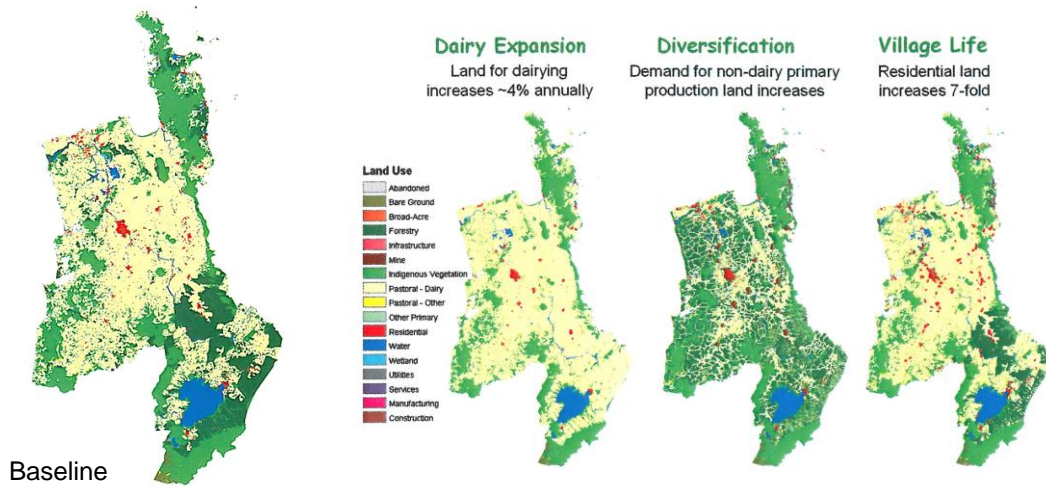 Dairy Expansion
Land for dairying
increases ~4% annually
Diversification
Demand for non-dairy primary
production land increases
Village Life
Residential land
increases 7-fold
Land Use
Abandoned
Bare Ground
Broad-Acre
Forestry
Infrastructure
Mine
Indigenous Vegetation
Pastoral - Dairy
Pastoral - Other
Other Primary
Residential
Water
Wetland
Utilities
Services
Manufacturing
Construction
Baseline